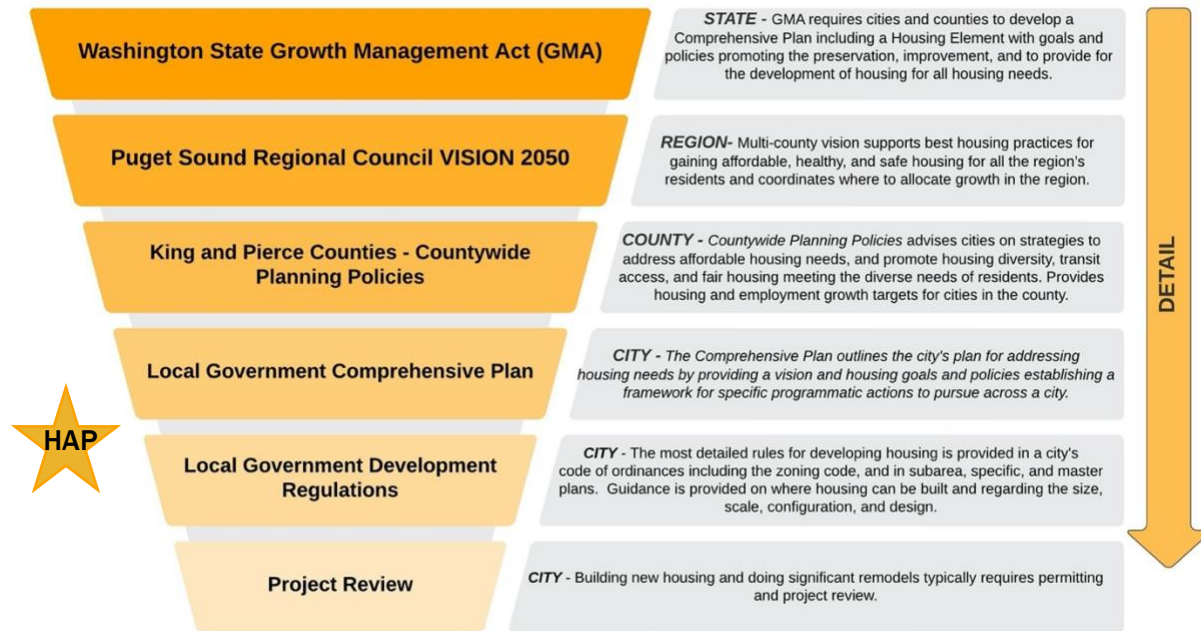 Washington State Growth Management Act (GMA)
STATE - GMA requires cities and counties to develop a
Comprehensive Plan including a Housing Element with goals and
policies promoting the preservation, improvement, and to provide for
the development of housing for all housing needs.
Puget Sound Regional Council VISION 2050
REGION- Multi-county vision supports best housing practices for
gaining affordable, healthy, and safe housing for all the region's
residents and coordinates where to allocate growth in the region.
King and Pierce Counties - Countywide
Planning Policies
COUNTY - Countywide Planning Policies advises cities on strategies to
address affordable housing needs, and promote housing diversity, transit
access, and fair housing meeting the diverse needs of residents. Provides
housing and employment growth targets for cities in the county.
Local Government Comprehensive Plan
CITY - The Comprehensive Plan outlines the city's plan for addressing
housing needs by providing a vision and housing goals and policies establishing a
framework for specific programmatic actions to pursue across a city.
HAP
Local Government Development
Regulations
CITY - The most detailed rules for developing housing is provided in a city's
code of ordinances including the zoning code, and in subarea, specific, and master
plans. Guidance is provided on where housing can be built and regarding the size,
scale, configuration, and design.
Project Review
CITY - Building new housing and doing significant remodels typically requires permitting
and project review.
DETAIL